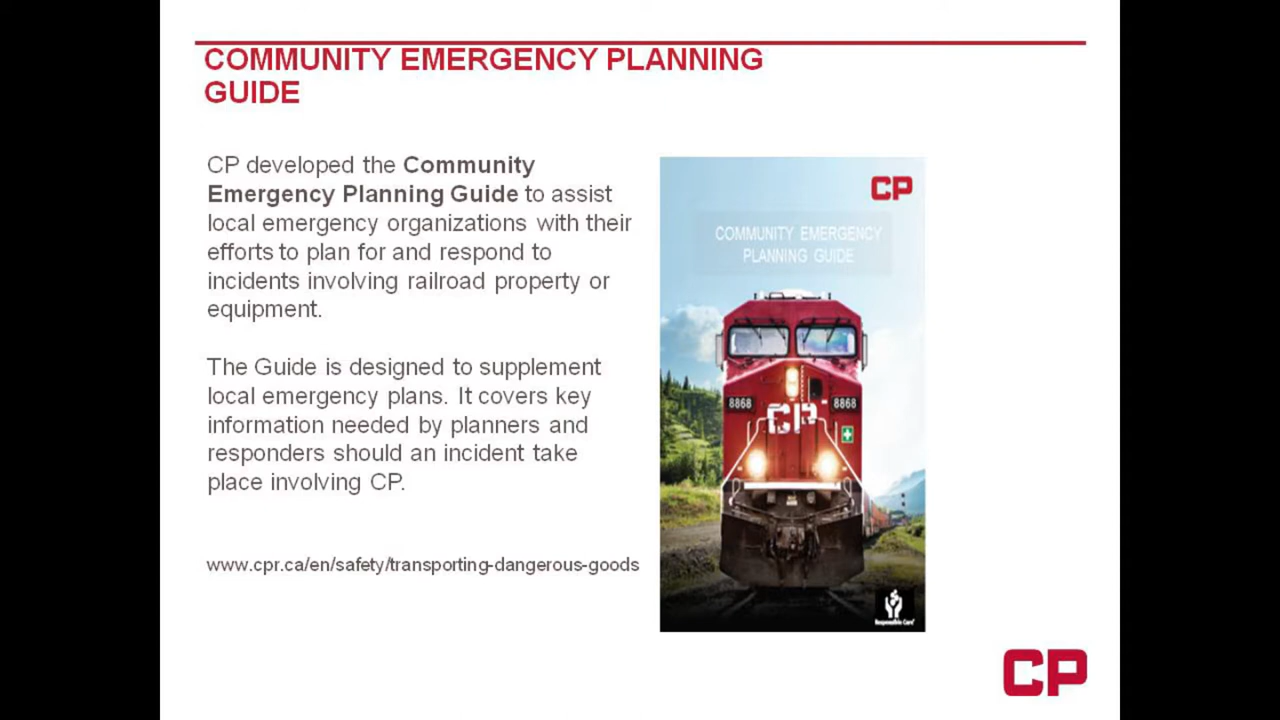 COMMUNITY EMERGENCY PLANNING
GUIDE
CP developed the Community
Emergency Planning Guide to assist
local emergency organizations with their
efforts to plan for and respond to
incidents involving railroad property or
equipment.
The Guide is designed to supplement
local emergency plans. It covers key
information needed by planners and
responders should an incident take
place involving CP.
www.cpr.ca/en/safety/transporting-dangerous-goods
CP
COMMUNITY EMERGENCY
PLANNING GUIDE
8868
CP
8868
Responsible Care®
CP